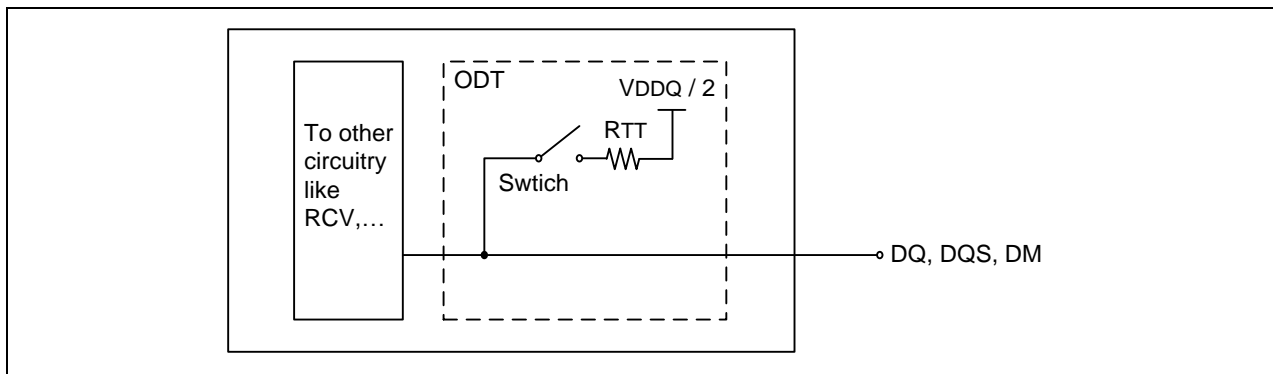 ODT
VDDQ / 2
RTT
Swtich
To other
circuitry
like
RCV,…
DQ, DQS, DM